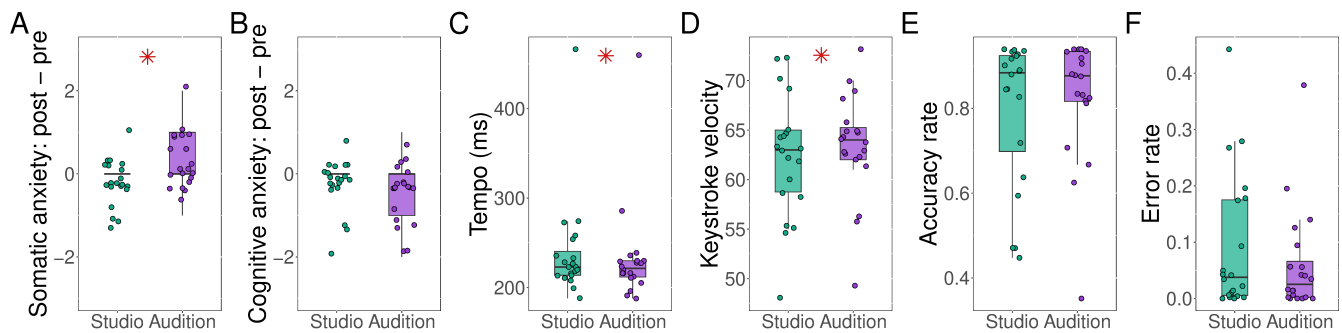 A
Somatic anxiety: post − pre
2
0
−2
Studio Audition
B
Cognitive anxiety: post − pre
2
0
−2
Studio Audition
C
Tempo (ms)
400
300
200
Studio Audition
D
Keystroke velocity
70
65
60
55
50
Studio Audition
E
Accuracy rate
0.8
0.6
0.4
Studio Audition
F
Error rate
0.4
0.3
0.2
0.1
0.0
Studio Audition